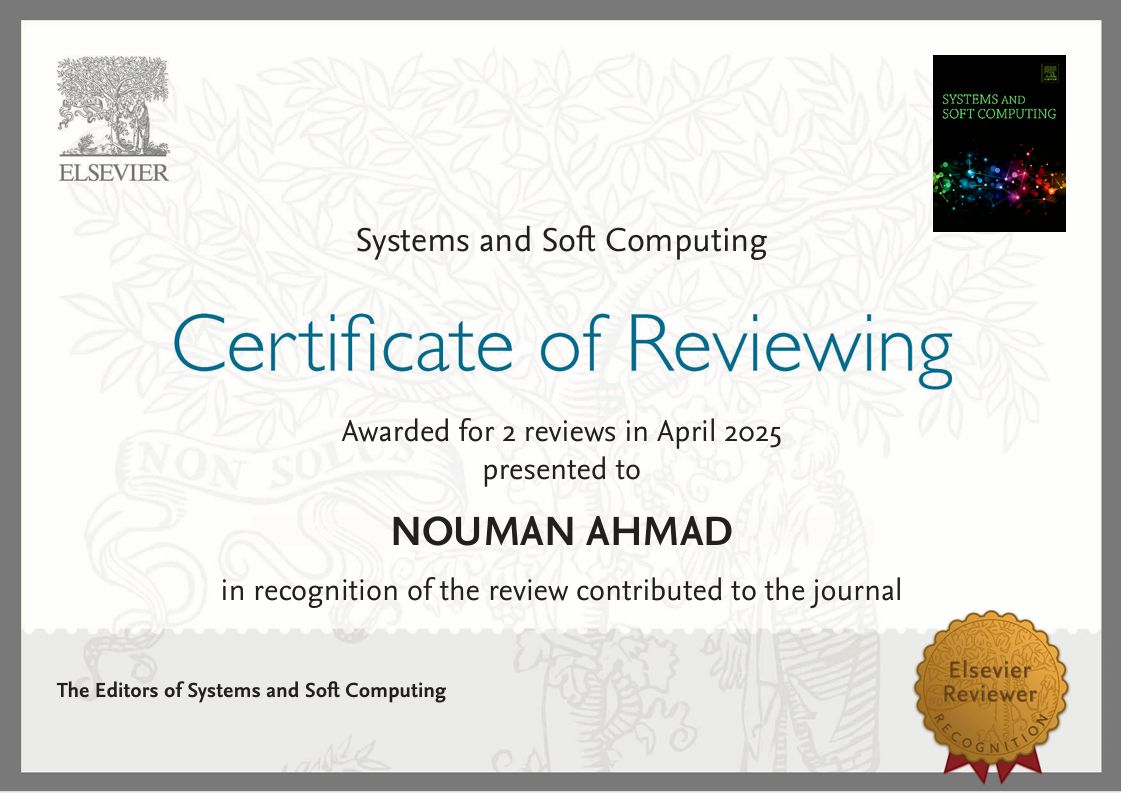 ELSEVIER
SYSTEMS AND
SOFT COMPUTING
Systems and Soft Computing
Certificate of Reviewing
Awarded for 2 reviews in April 2025
presented to
NON SOLUS
NOUMAN AHMAD
in recognition of the review contributed to the journal
The Editors of Systems and Soft Computing
Elsevier
Reviewer
RECOGNITION